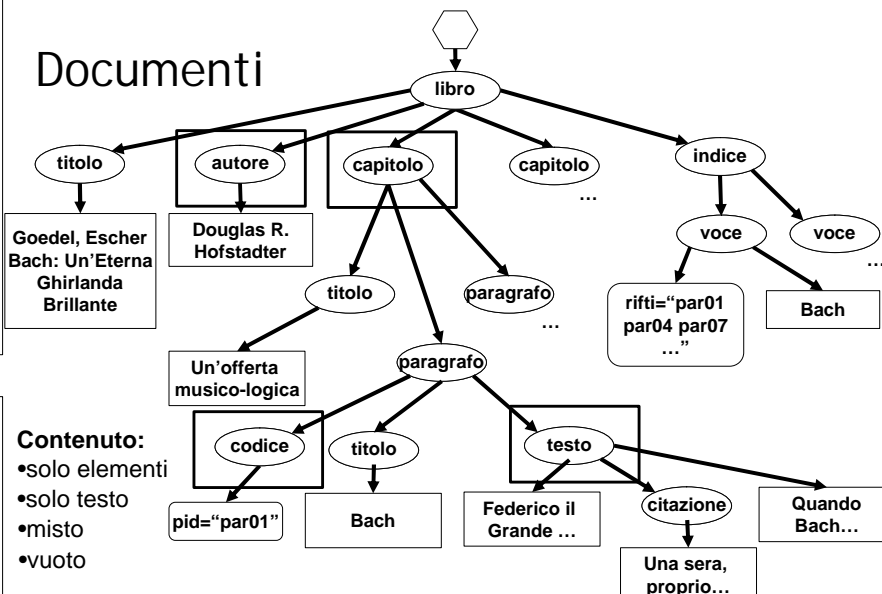 Documenti
libro
titolo
autore
capitolo
capitolo
...
indice
Goedel, Escher
Bach: Un'Eterna
Ghirlanda
Brillante
Douglas R.
Hofstadter
voce
voce
...
titolo
paragrafo
...
rifti="par01
par04 par07
..."
Bach
Un'offerta
musico-logica
paragrafo
Contenuto:
•solo elementi
•solo testo
•misto
•vuoto
codice
titolo
testo
pid="par01"
Bach
Federico il
Grande ...
citazione
Quando
Bach...
Una sera,
proprio...